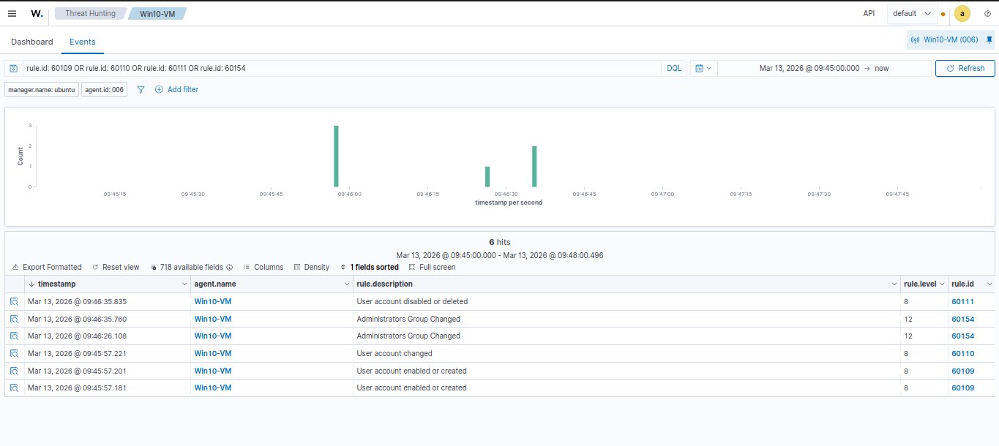 W. Threat Hunting Win10-VM API default a
Dashboard Events Win10-VM (006)
rule.id: 60109 OR rule.id: 60110 OR rule.id: 60111 OR rule.id: 60154 DQL Mar 13, 2026 @ 09:45:00.000 → now Refresh
manager.name: ubuntu agent.id: 006 Add filter
3
2
1
0
Count
09:45:15 09:45:30 09:45:45 09:46:00 09:46:15 09:46:30 09:46:45 09:47:00 09:47:15 09:47:30 09:47:45
timestamp per second
6 hits
Mar 13, 2026 @ 09:45:00.000 - Mar 13, 2026 @ 09:48:00.496
Export Formatted Reset view 718 available fields Columns Density 1 fields sorted Full screen
timestamp agent.name rule.description rule.level rule.id
Mar 13, 2026 @ 09:46:35.835 Win10-VM User account disabled or deleted 8 60111
Mar 13, 2026 @ 09:46:35.760 Win10-VM Administrators Group Changed 12 60154
Mar 13, 2026 @ 09:46:26.108 Win10-VM Administrators Group Changed 12 60154
Mar 13, 2026 @ 09:45:57.221 Win10-VM User account changed 8 60110
Mar 13, 2026 @ 09:45:57.201 Win10-VM User account enabled or created 8 60109
Mar 13, 2026 @ 09:45:57.181 Win10-VM User account enabled or created 8 60109